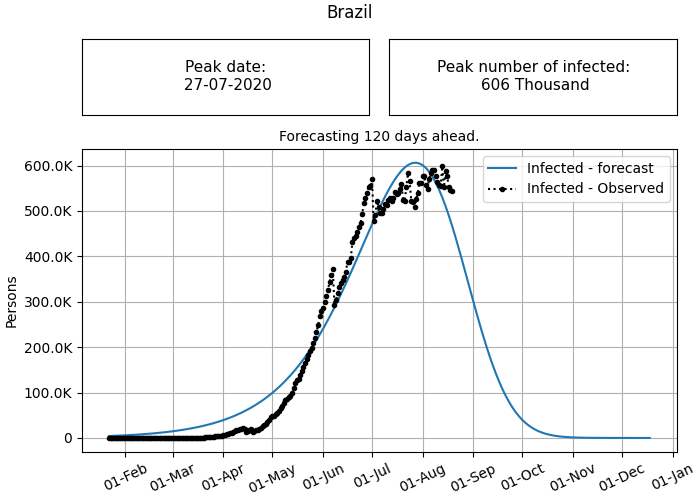 Brazil
Peak date:
27-07-2020
Peak number of infected:
606 Thousand
Forecasting 120 days ahead.
Infected - forecast
Infected - Observed
Persons
600.0K
500.0K
400.0K
300.0K
200.0K
100.0K
0
01-Feb
01-Mar
01-Apr
01-May
01-Jun
01-Jul
01-Aug
01-Sep
01-Oct
01-Nov
01-Dec
01-Jan